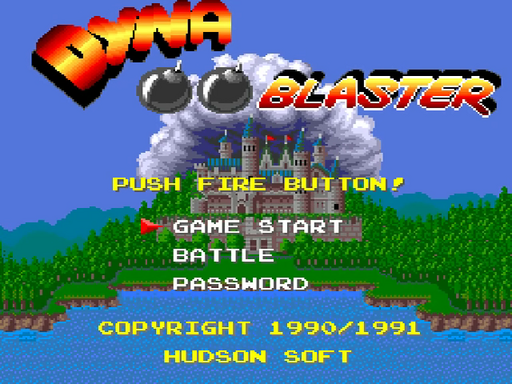 DYNA
BLASTER
PUSH FIRE BUTTON!
GAME START
BATTLE
PASSWORD
COPYRIGHT 1990/1991
HUDSON SOFT